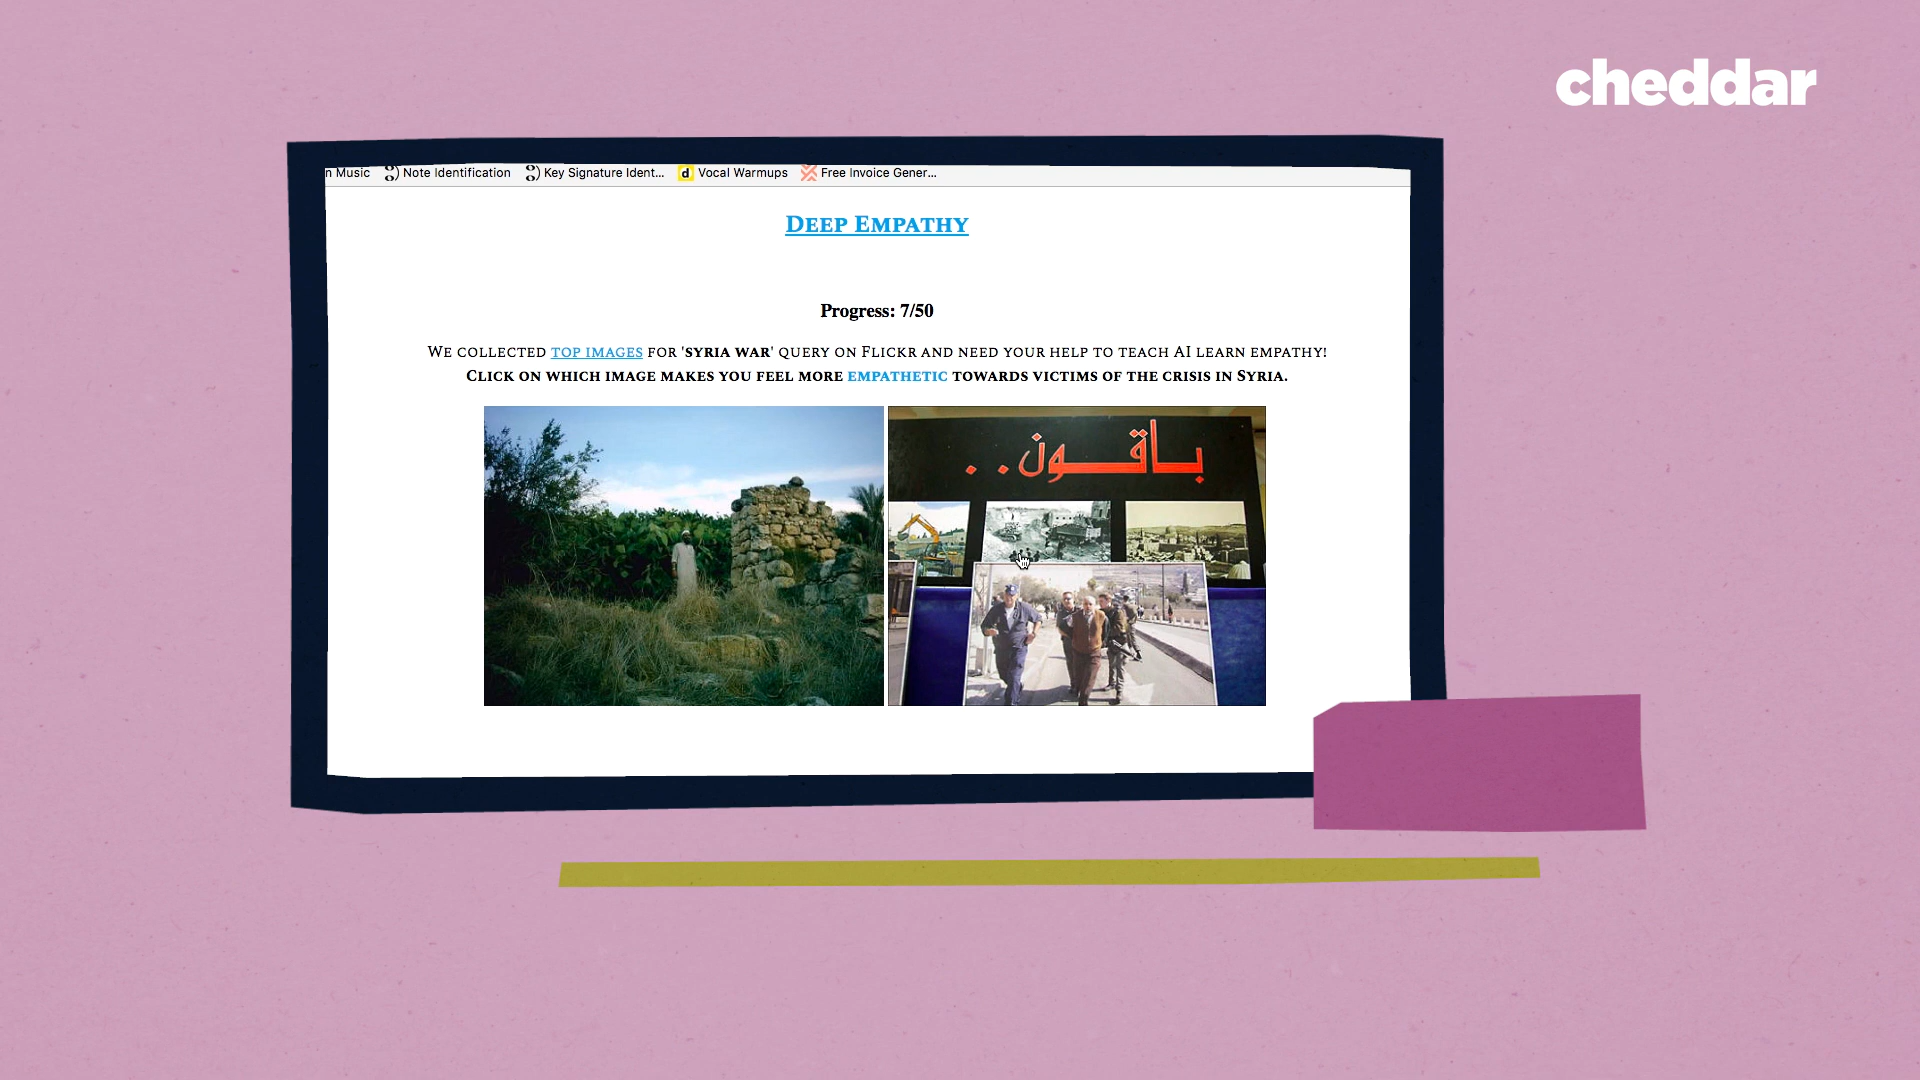 cheddar
n Music
Note Identification
Key Signature Ident...
d
Vocal Warmups
Free Invoice Gener...
DEEP EMPATHY
Progress: 7/50
WE COLLECTED TOP IMAGES FOR 'SYRIA WAR' QUERY ON FLICKR AND NEED YOUR HELP TO TEACH AI LEARN EMPATHY!
CLICK ON WHICH IMAGE MAKES YOU FEEL MORE EMPATHETIC TOWARDS VICTIMS OF THE CRISIS IN SYRIA.
باقون..